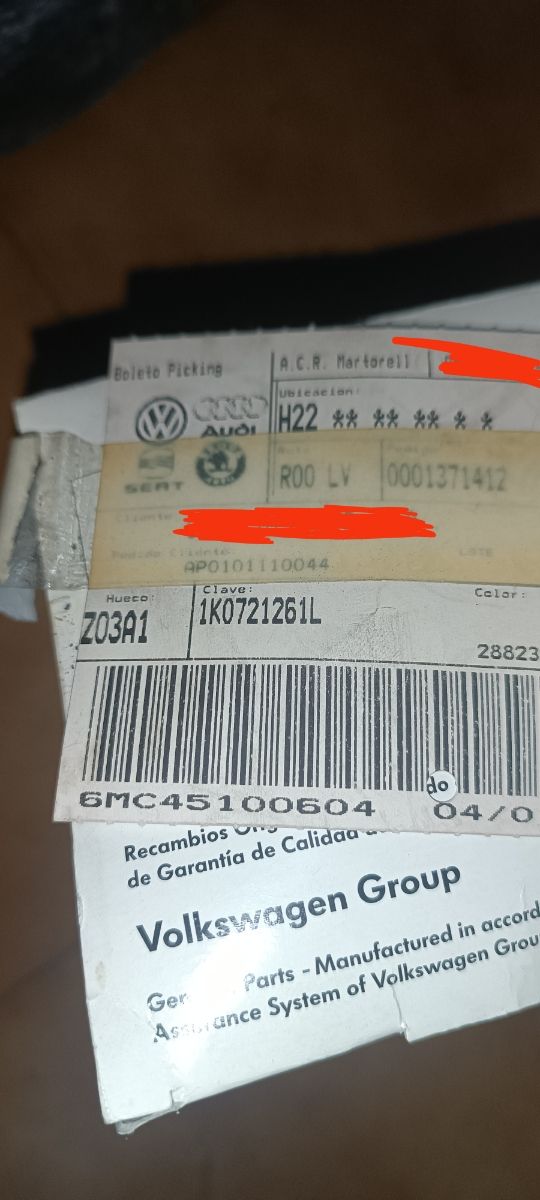 Boleto Picking
A.C.R. Martorell
Ubicacion:
H22 ** ** ** * *
AUDI
R00 LV
0001371412
SEAT
Cliente
Pedido Cliente
LOTE
AP0101110044
Hueco:
Clave:
Color:
Z03A1
1K0721261L
28823
6MC45100604
do
04/0
Recambios
de Garantía de Calidad
Volkswagen Group
Parts - Manufactured in accord
System of Volkswagen Grou